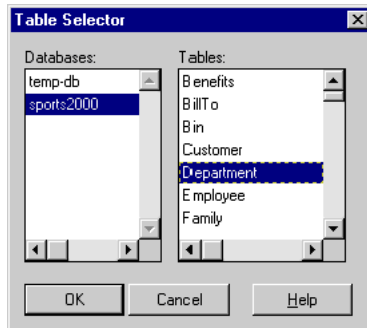 Table Selector
Databases:
temp-db
sports2000
Tables:
Benefits
BillTo
Bin
Customer
Department
Employee
Family
OK
Cancel
Help